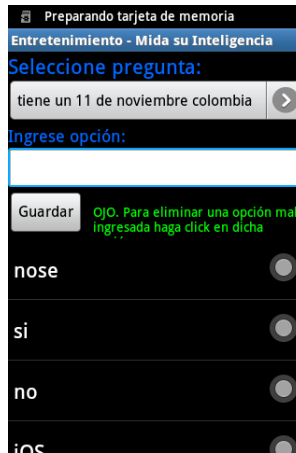 Preparando tarjeta de memoria
Entretenimiento - Mida su Inteligencia
Seleccione pregunta:
tiene un 11 de noviembre colombia
Ingrese opción:
Guardar
OJO. Para eliminar una opción mal
ingresada haga click en dicha
nose
si
no
iOS